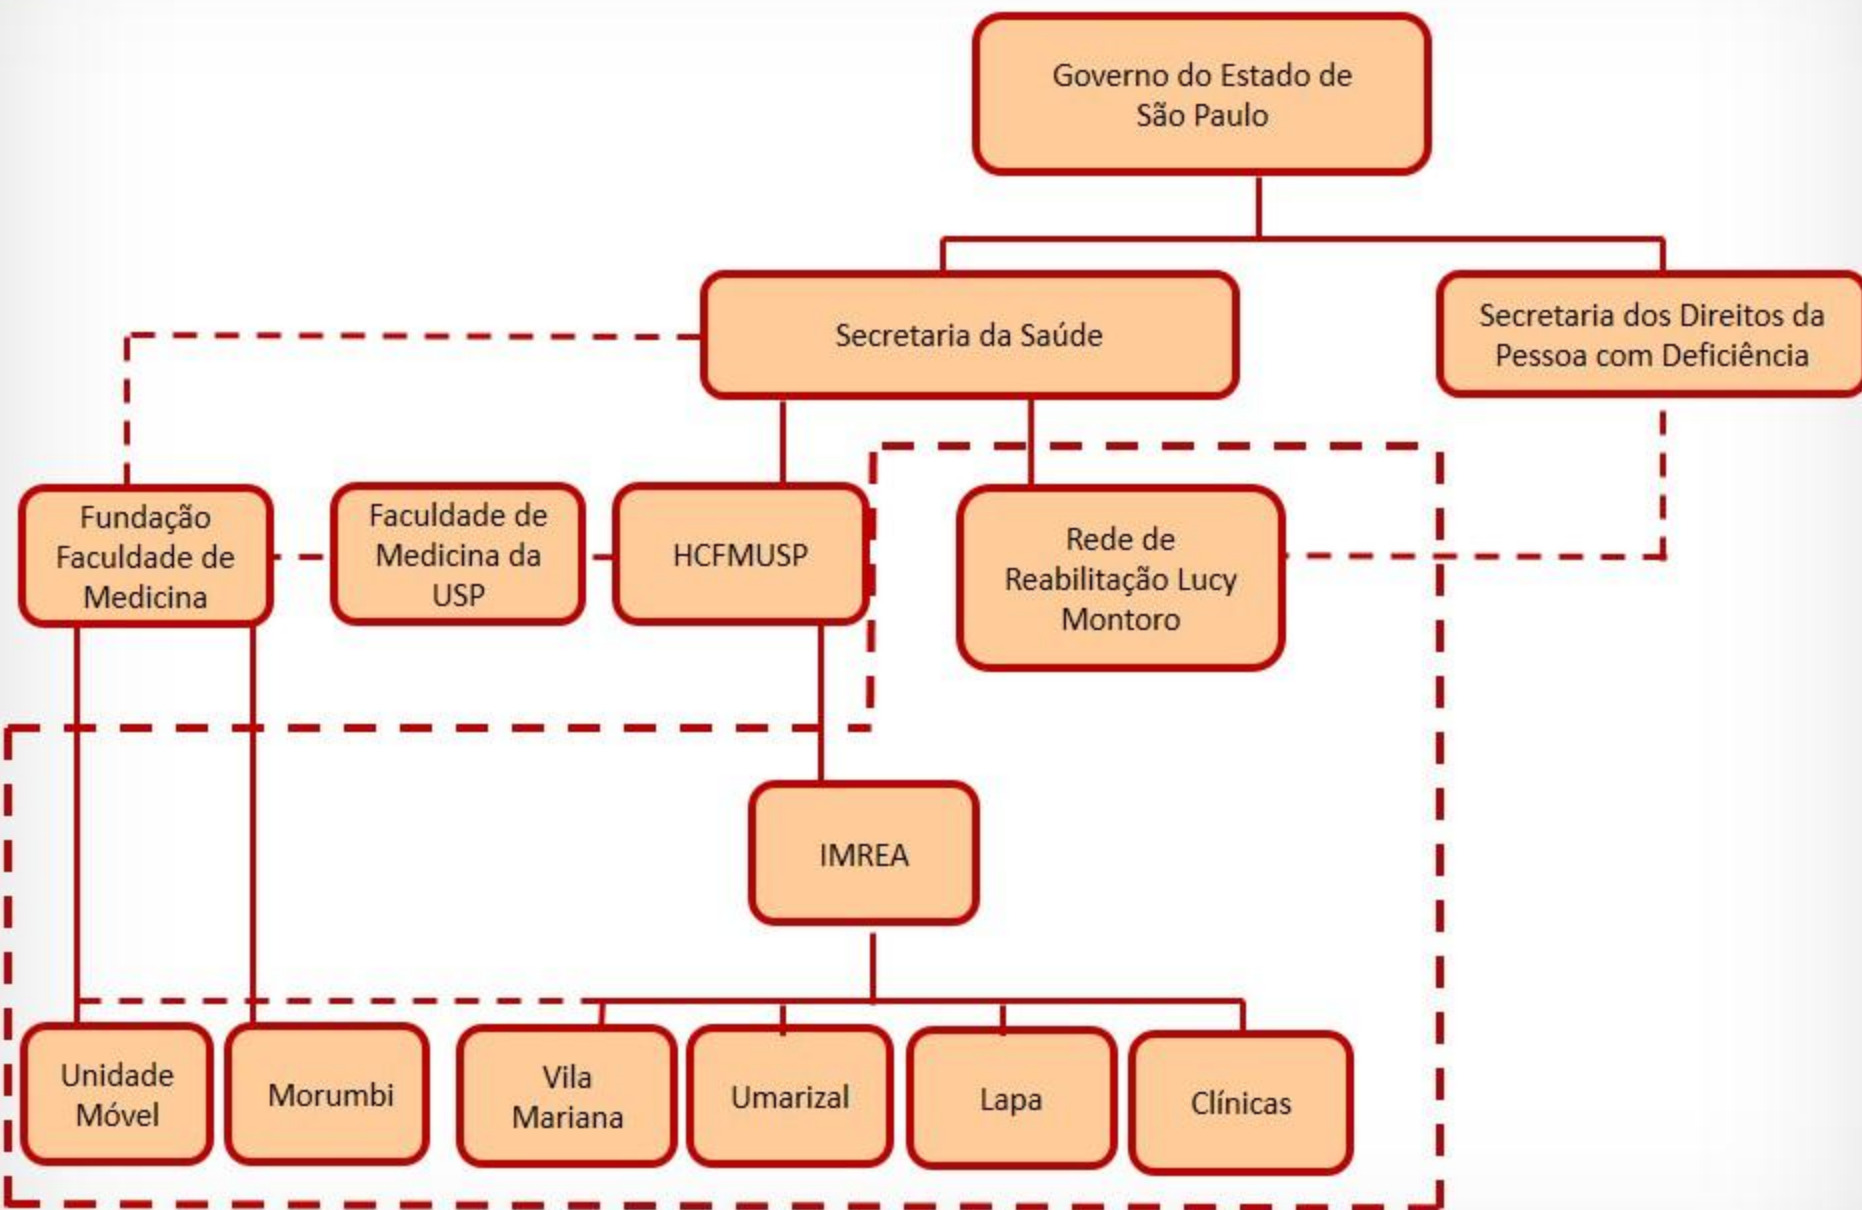 Governo do Estado de
São Paulo
Secretaria da Saúde
Secretaria dos Direitos da
Pessoa com Deficiência
Fundação
Faculdade de
Medicina
Faculdade de
Medicina da
USP
HCFMUSP
Rede de
Reabilitação Lucy
Montoro
IMREA
Unidade
Móvel
Morumbi
Vila
Mariana
Umarizal
Lapa
Clínicas